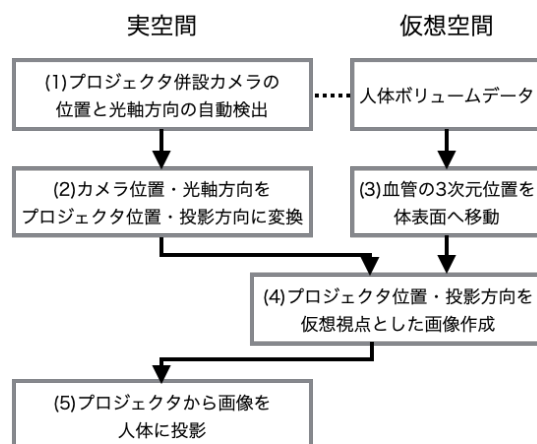 実空間
仮想空間
(1)プロジェクタ併設カメラの
位置と光軸方向の自動検出
人体ボリュームデータ
(2)カメラ位置・光軸方向を
プロジェクタ位置・投影方向に変換
(3)血管の3次元位置を
体表面へ移動
(4)プロジェクタ位置・投影方向を
仮想視点とした画像作成
(5)プロジェクタから画像を
人体に投影